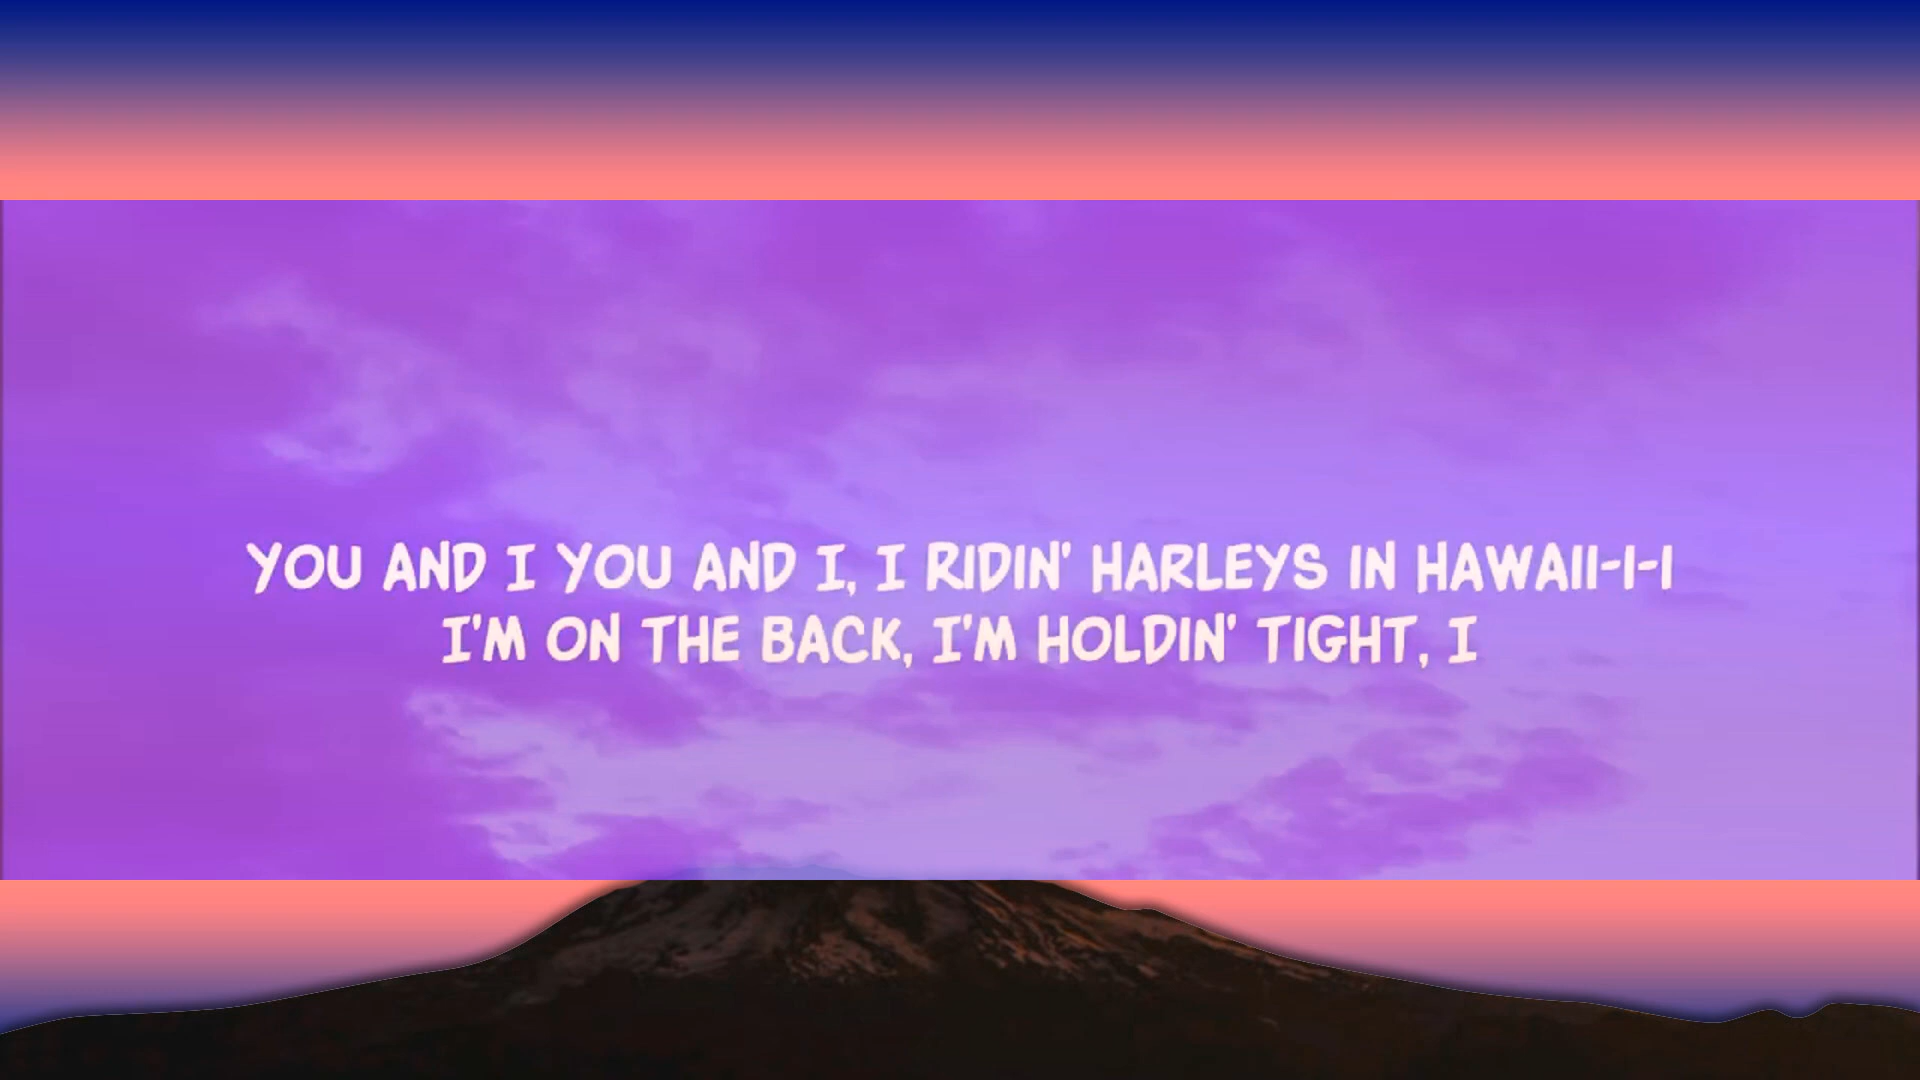 YOU AND I YOU AND I, I RIDIN' HARLEYS IN HAWAII-I-I
I'M ON THE BACK, I'M HOLDIN' TIGHT, I